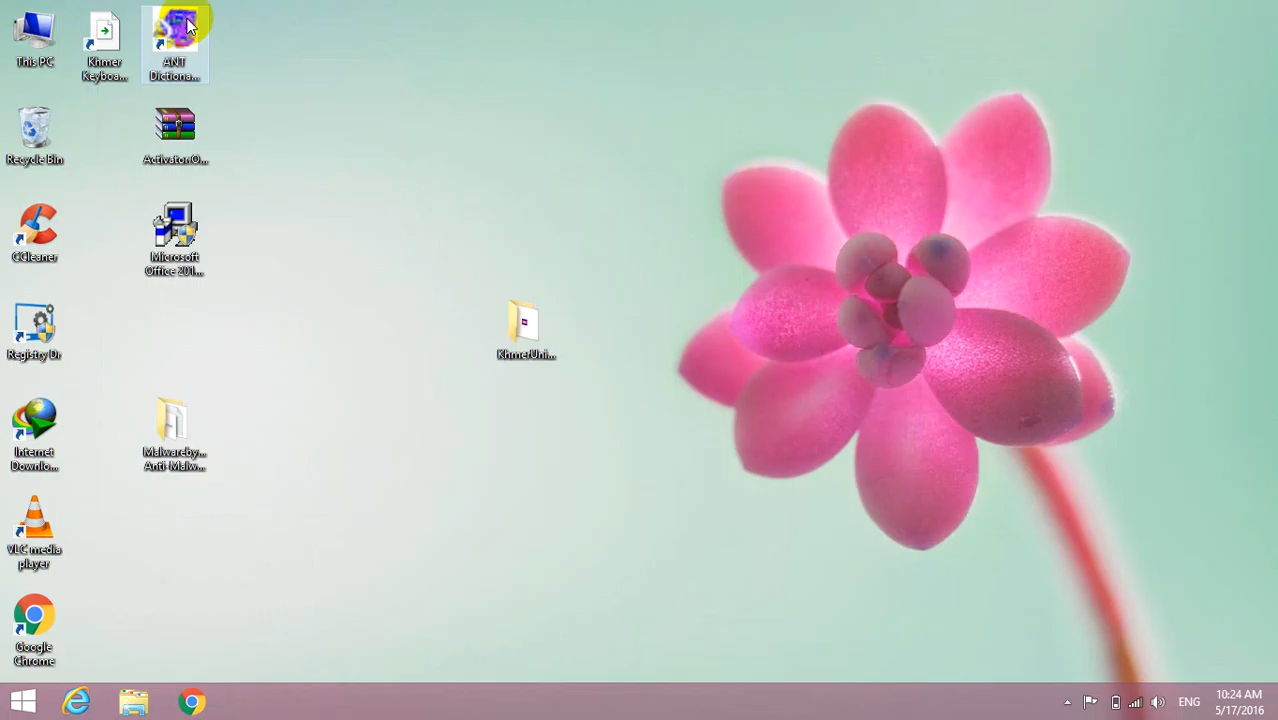 This PC
Khmer
Keyboa...
ANT
Dictiona...
Recycle Bin
Activator.O...
CCleaner
Microsoft
Office 201...
Registry Dr
KhmerUni...
Internet
Downlo...
Malwareby...
Anti-Malw...
VLC media
player
Google
Chrome
ENG
10:24 AM
5/17/2016